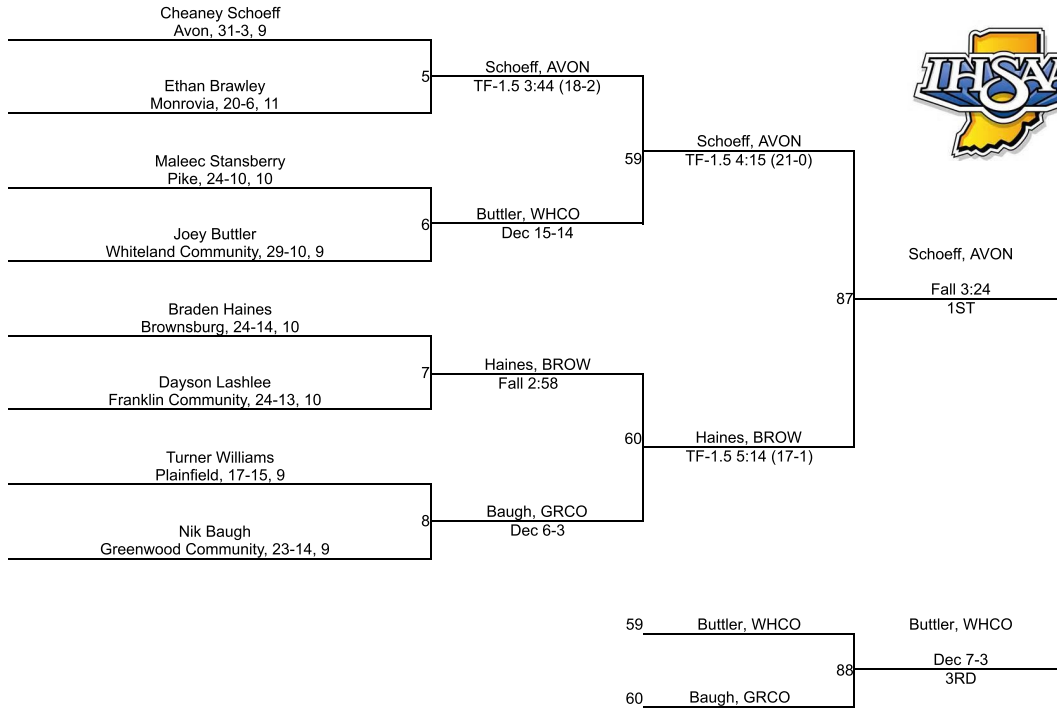 Cheaney Schoeff
Avon, 31-3, 9
5
Ethan Brawley
Monrovia, 20-6, 11
Schoeff, AVON
TF-1.5 3:44 (18-2)
Maleec Stansberry
Pike, 24-10, 10
6
Joey Buttler
Whiteland Community, 29-10, 9
Buttler, WHCO
Dec 15-14
59
Schoeff, AVON
TF-1.5 4:15 (21-0)
Braden Haines
Brownsburg, 24-14, 10
7
Dayson Lashlee
Franklin Community, 24-13, 10
Haines, BROW
Fall 2:58
Turner Williams
Plainfield, 17-15, 9
8
Nik Baugh
Greenwood Community, 23-14, 9
Baugh, GRCO
Dec 6-3
60
Haines, BROW
TF-1.5 5:14 (17-1)
87
Schoeff, AVON
Fall 3:24
1ST
IHSAA
59
Buttler, WHCO
60
Baugh, GRCO
88
Buttler, WHCO
Dec 7-3
3RD